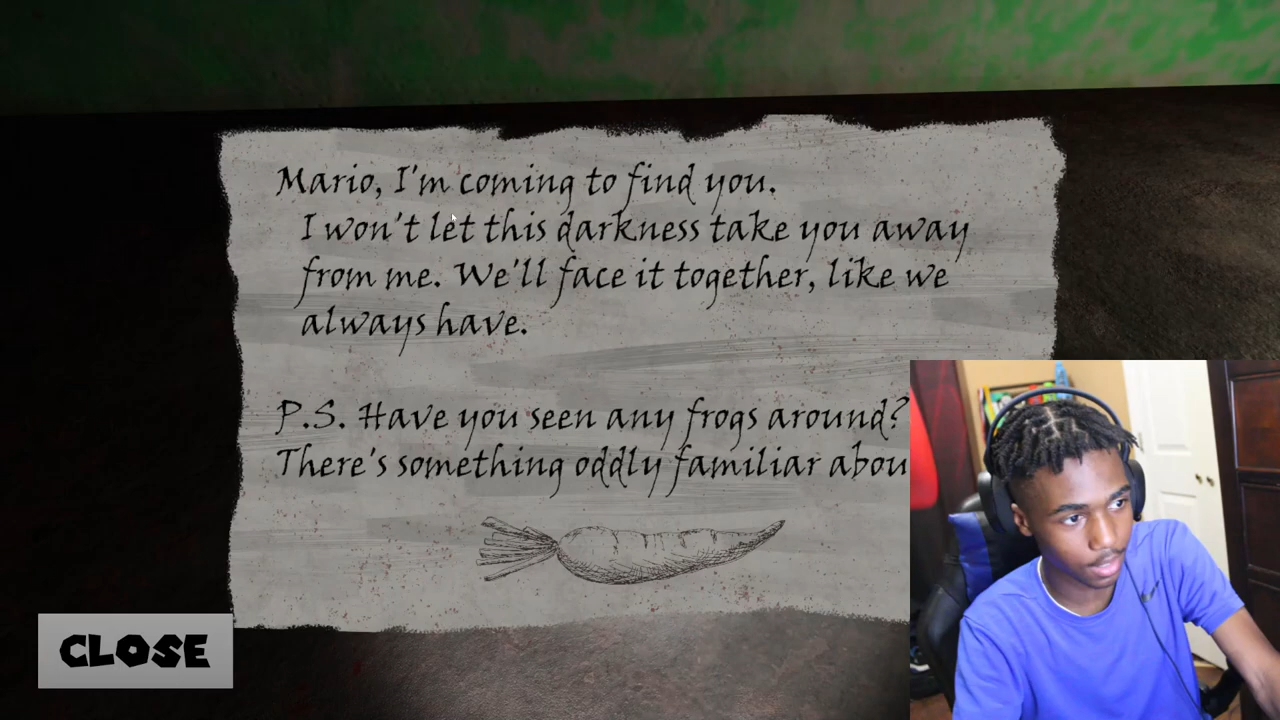 Mario, I'm coming to find you.
I won't let this darkness take you away
from me. We'll face it together, like we
always have.
P.S. Have you seen any frogs around?
There's something oddly familiar
CLOSE